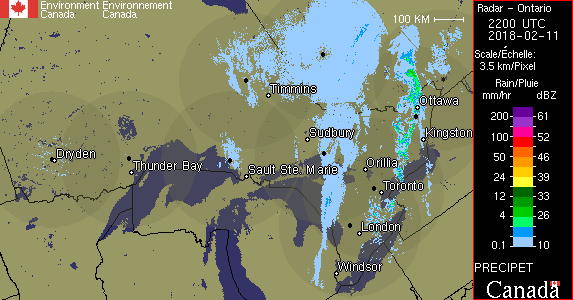 Environment Environnement
Canada Canada
100 KM
Timmins
Ottawa
Sudbury
Kingston
Dryden
Thunder Bay
Sault Ste. Marie
Orillia
Toronto
London
Windsor
Radar - Ontario
2200 UTC
2018-02-11
Scale/Échelle:
3.5 km/Pixel
Rain/Pluie
mm/hr dBZ
200 61
100 52
50 46
24 39
12 33
4 26
0.1 10
PRECIPET
Canada